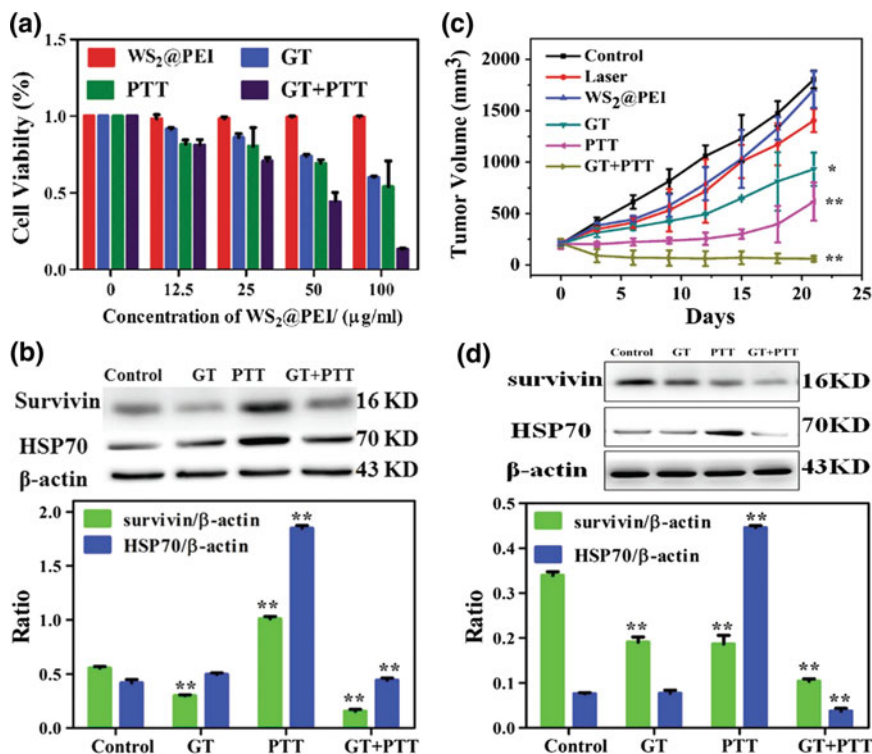 (a)
Cell Viabilty (%)
1.5
1.0
0.5
0.0
WS2@PEI
GT
PTT
GT+PTT
0 12.5 25 50 100
Concentration of WS2@PEI/ (μg/ml)
(c)
Tumor Volume (mm3)
1750
1250
750
250
0
Control
Laser
WS2@PEI
GT
PTT
GT+PTT
*
**
**
0 5 10 15 20 25
Days
(b)
Control GT PTT GT+PTT
Survivin 16 KD
HSP70 70 KD
β-actin 43 KD
Ratio
2.0
1.5
1.0
0.5
0.0
survivin/β-actin
HSP70/β-actin
**
**
**
**
**
Control GT PTT GT+PTT
(d)
Control GT PTT GT+PTT
survivin 16KD
HSP70 70KD
β-actin 43KD
Ratio
0.5
0.4
0.3
0.2
0.1
0.0
survivin/β-actin
HSP70/β-actin
**
**
**
**
**
Control GT PTT GT+PTT